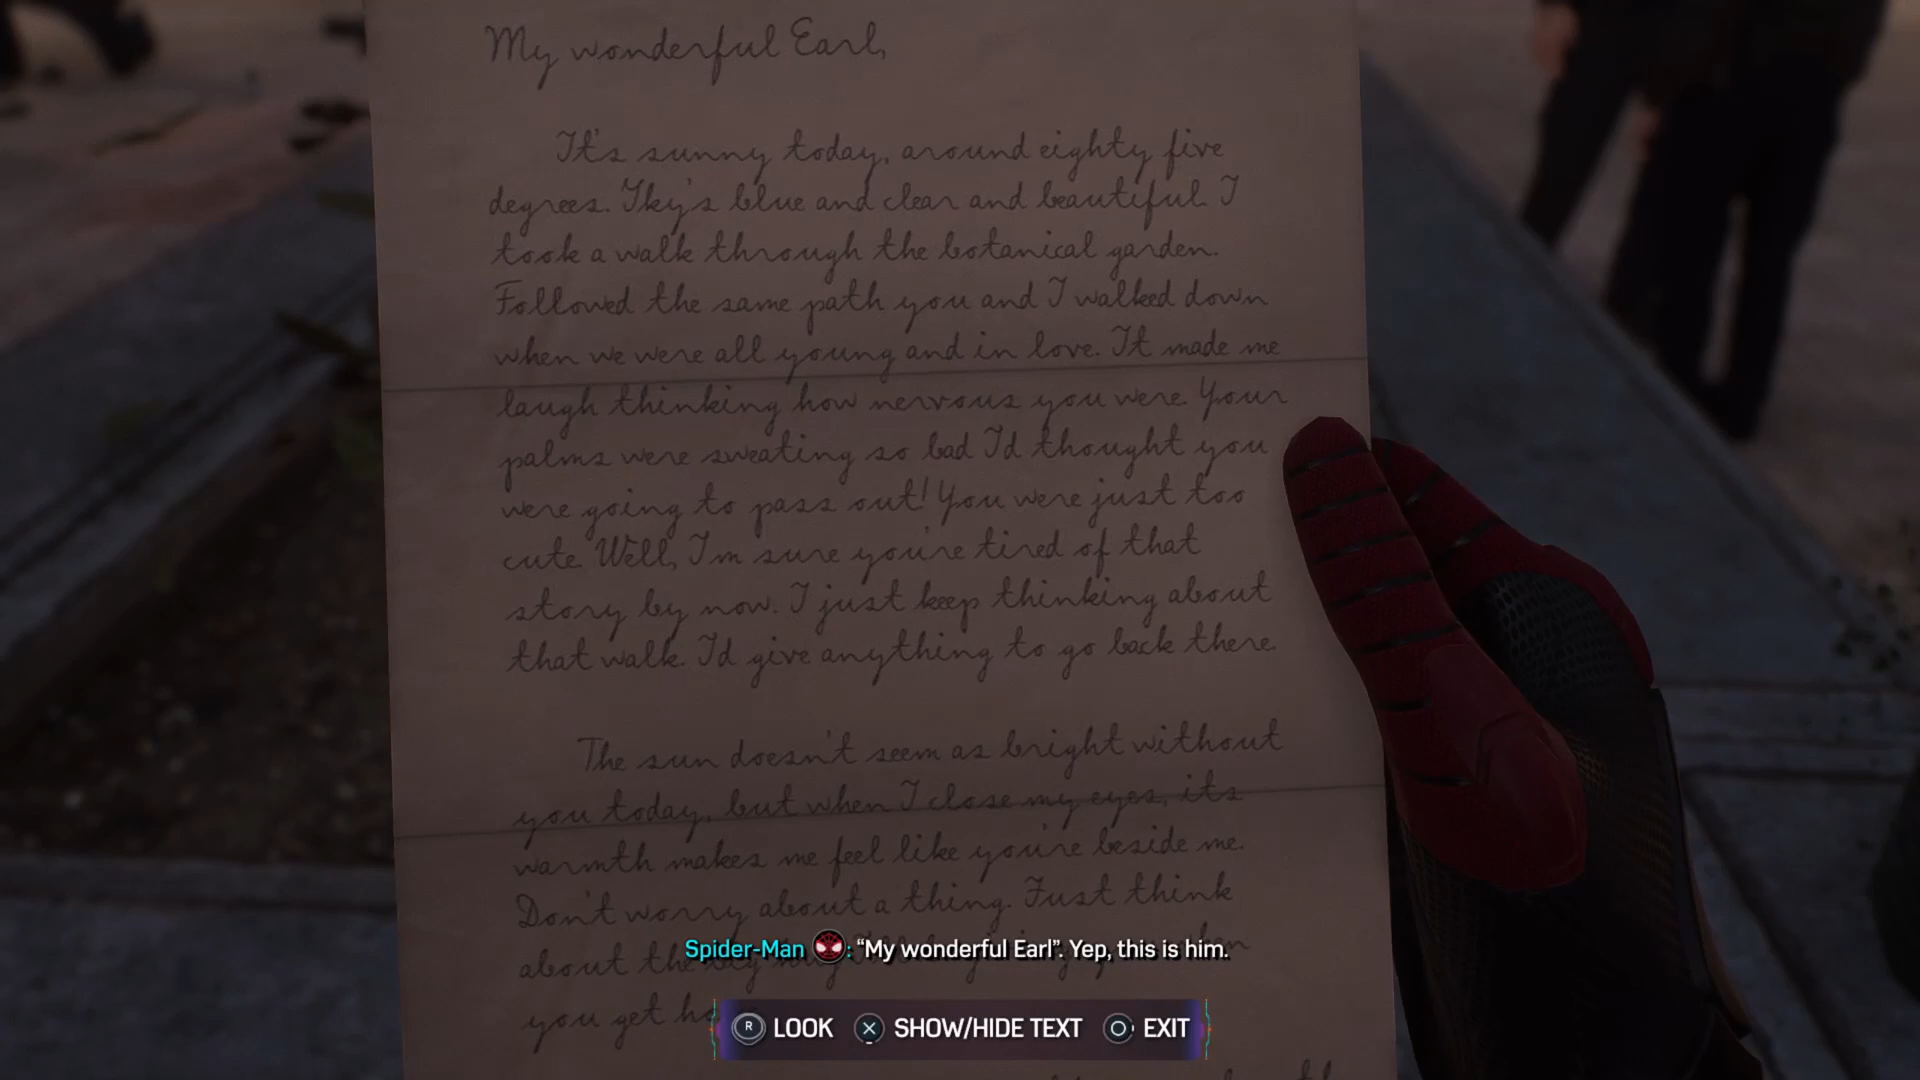 My wonderful Earl,
It's sunny today, around eighty five
degrees. Sky's blue and clear and beautiful. I
took a walk through the botanical garden.
Followed the same path you and I walked down
when we were all young and in love. It made me
laugh thinking how nervous you were. Your
palms were sweating so bad I'd thought you
were going to pass out! You were just too
cute. Well, I'm sure you're tired of that
story by now. I just keep thinking about
that walk. I'd give anything to go back there.
The sun doesn't seem as bright without
you today, but when I close my eyes, its
warmth makes me feel like you're beside me.
Don't worry about a thing. Just think
about the
you get
Spider-Man : “My wonderful Earl”. Yep, this is him.
R LOOK SHOW/HIDE TEXT EXIT